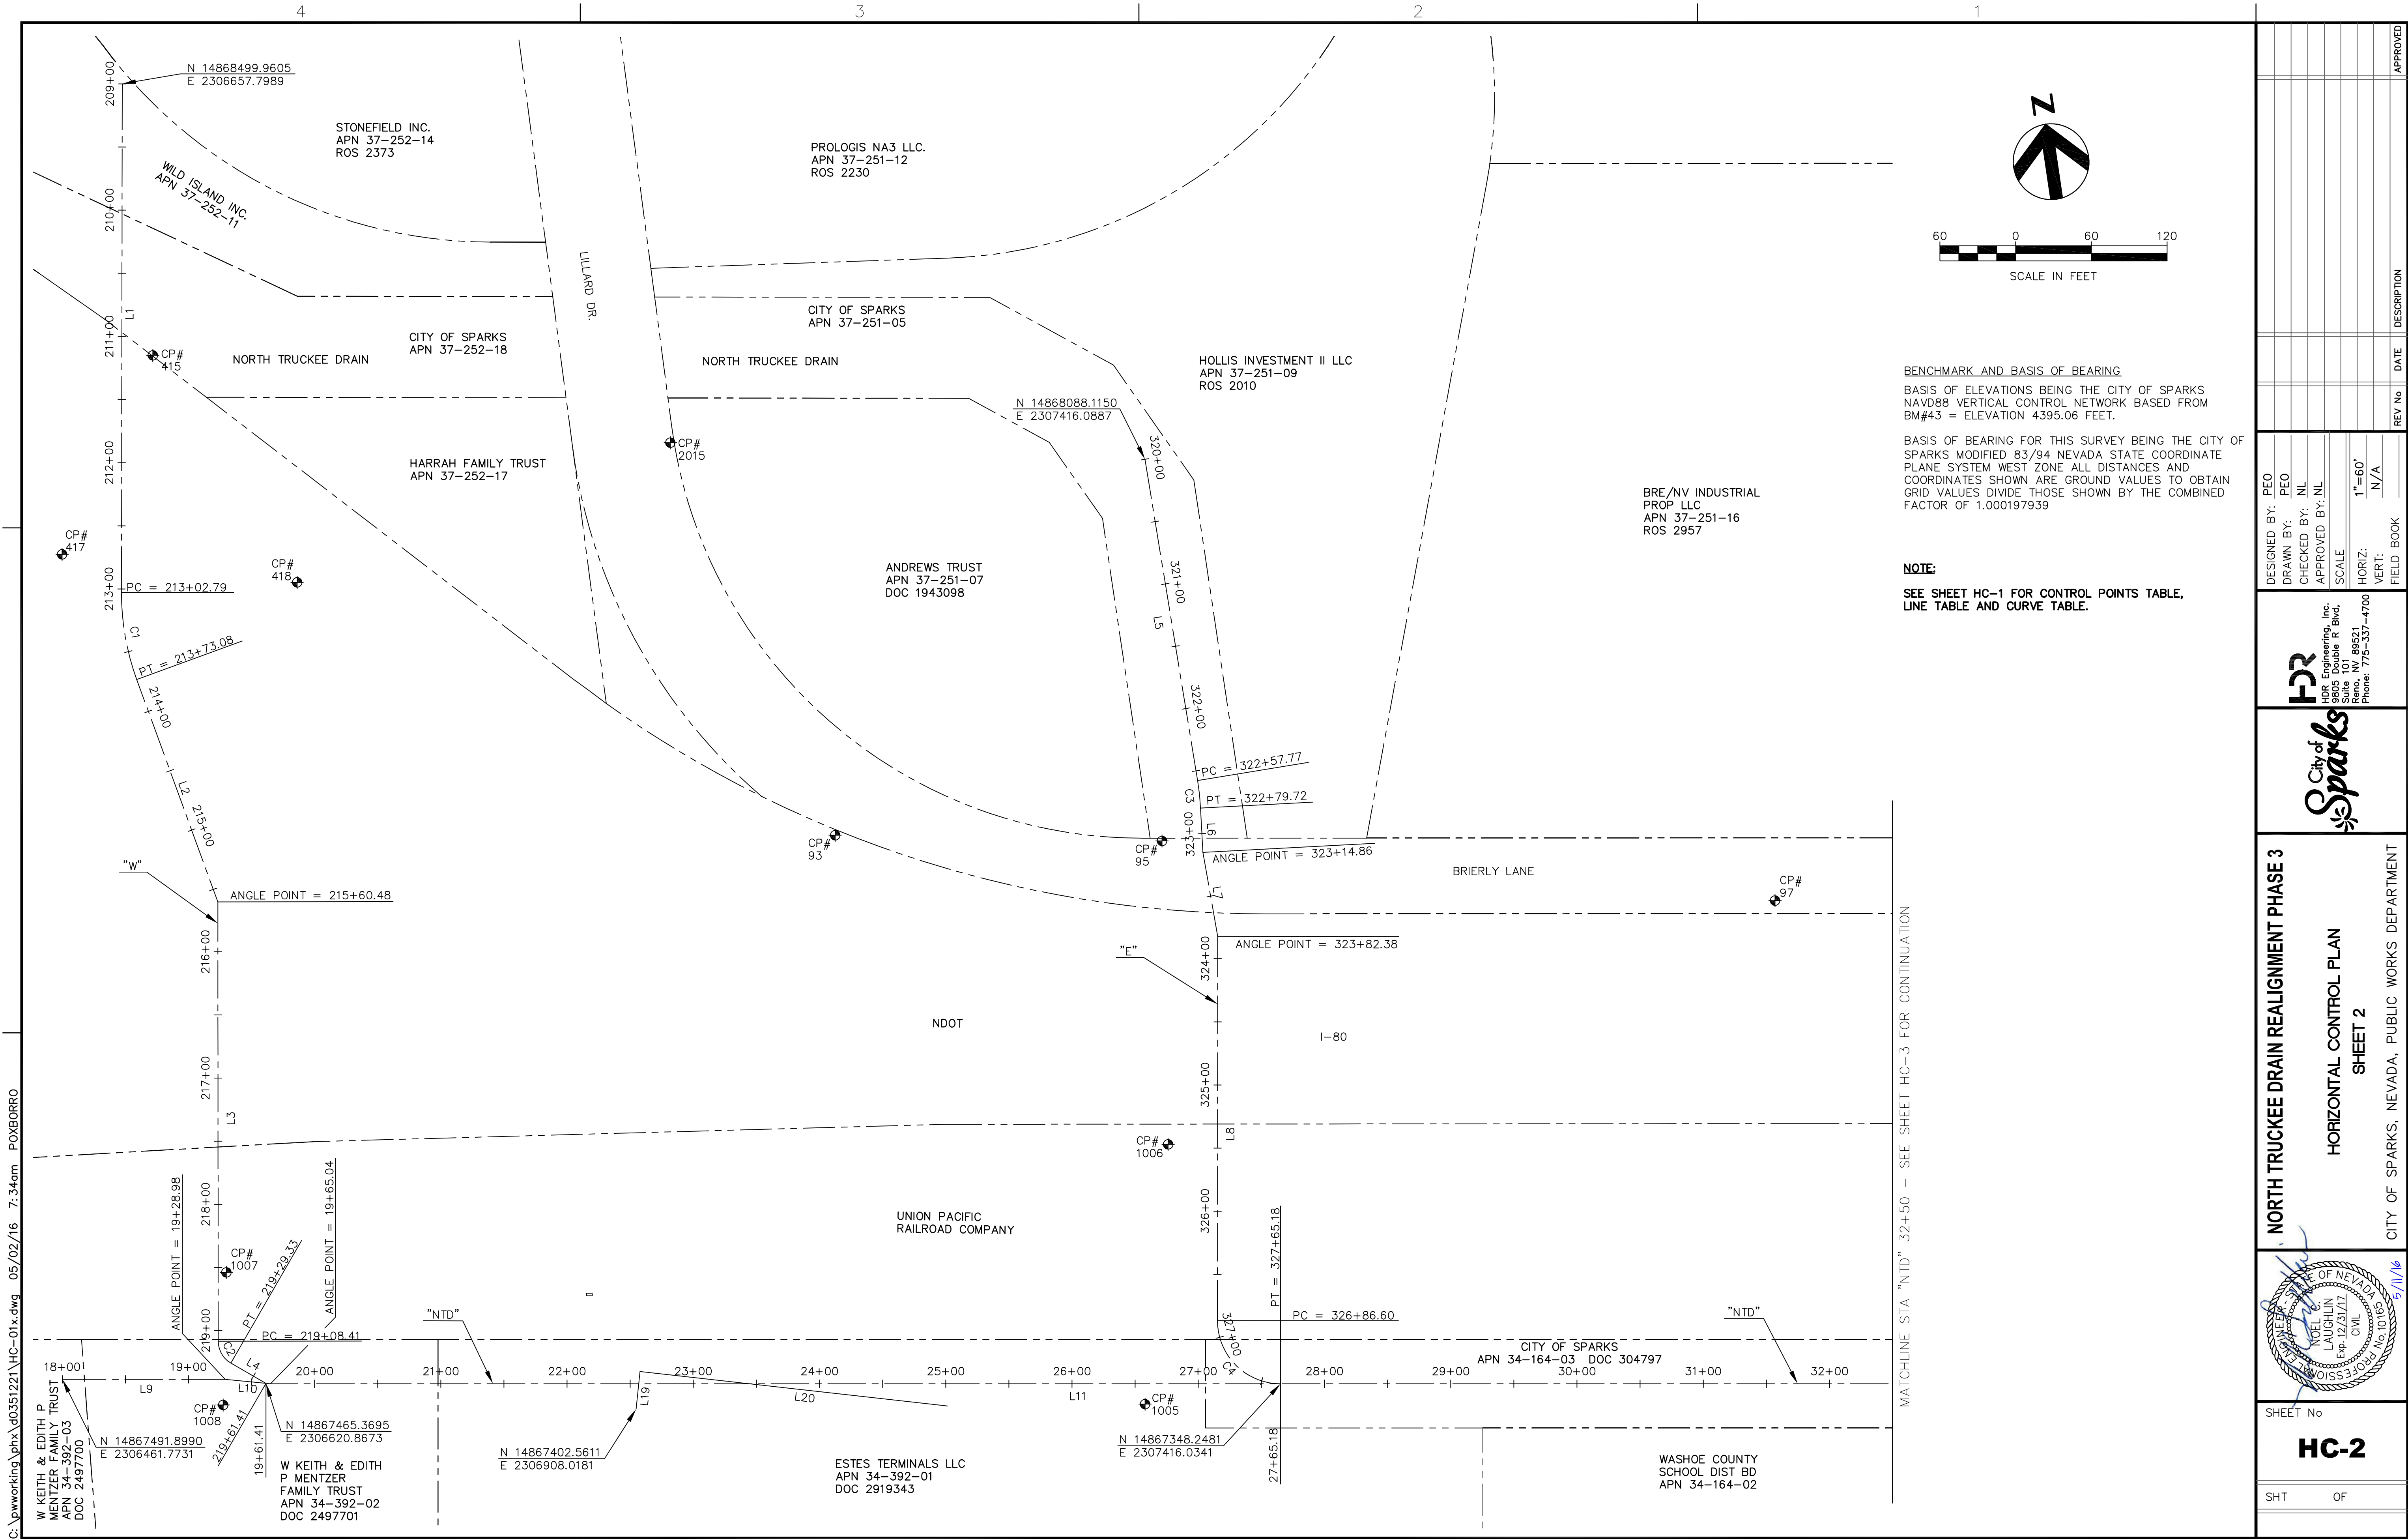 4
3
2
1
N 14868499.9605
E 2306657.7989
209+00
210+00
L1
211+00
212+00
213+00
WILD ISLAND INC.
APN 37-252-11
STONEFIELD INC.
APN 37-252-14
ROS 2373
PROLOGIS NA3 LLC.
APN 37-251-12
ROS 2230
LILLARD DR.
CITY OF SPARKS
APN 37-252-18
NORTH TRUCKEE DRAIN
CITY OF SPARKS
APN 37-251-05
NORTH TRUCKEE DRAIN
HOLLIS INVESTMENT II LLC
APN 37-251-09
ROS 2010
N 14868088.1150
E 2307416.0887
CP#
415
CP#
2015
HARRAH FAMILY TRUST
APN 37-252-17
CP#
417
CP#
418
PC = 213+02.79
C1
PT = 213+73.08
214+00
L2
215+00
ANDREWS TRUST
APN 37-251-07
DOC 1943098
BRE/NV INDUSTRIAL
PROP LLC
APN 37-251-16
ROS 2957
320+00
321+00
L5
322+00
PC = 322+57.77
C3
PT = 322+79.72
L6
323+00
ANGLE POINT = 323+14.86
CP#
93
CP#
95
BRIERLY LANE
CP#
97
L7
"W"
ANGLE POINT = 215+60.48
216+00
217+00
L3
218+00
219+00
"E"
ANGLE POINT = 323+82.38
324+00
325+00
L8
326+00
327+00
NDOT
I-80
CP#
1006
UNION PACIFIC
RAILROAD COMPANY
ANGLE POINT = 19+28.98
ANGLE POINT = 19+65.04
CP#
1007
PT = 219+29.33
PC = 219+08.41
C2
L4
"NTD"
PT = 327+65.18
PC = 326+86.60
C4
"NTD"
CITY OF SPARKS
APN 34-164-03 DOC 304797
18+00
19+00
20+00
21+00
22+00
23+00
24+00
25+00
26+00
27+00
28+00
29+00
30+00
31+00
32+00
L9
L10
L19
L20
L11
CP#
1008
CP#
1005
219+61.41
19+61.41
27+65.18
N 14867491.8990
E 2306461.7731
N 14867465.3695
E 2306620.8673
N 14867402.5611
E 2306908.0181
N 14867348.2481
E 2307416.0341
W KEITH & EDITH P
MENTZER FAMILY TRUST
APN 34-392-03
DOC 2497700
W KEITH & EDITH
P MENTZER
FAMILY TRUST
APN 34-392-02
DOC 2497701
ESTES TERMINALS LLC
APN 34-392-01
DOC 2919343
WASHOE COUNTY
SCHOOL DIST BD
APN 34-164-02
MATCHLINE STA "NTD" 32+50 - SEE SHEET HC-3 FOR CONTINUATION
N
60 0 60 120
SCALE IN FEET
BENCHMARK AND BASIS OF BEARING
BASIS OF ELEVATIONS BEING THE CITY OF SPARKS
NAVD88 VERTICAL CONTROL NETWORK BASED FROM
BM#43 = ELEVATION 4395.06 FEET.
BASIS OF BEARING FOR THIS SURVEY BEING THE CITY OF
SPARKS MODIFIED 83/94 NEVADA STATE COORDINATE
PLANE SYSTEM WEST ZONE ALL DISTANCES AND
COORDINATES SHOWN ARE GROUND VALUES TO OBTAIN
GRID VALUES DIVIDE THOSE SHOWN BY THE COMBINED
FACTOR OF 1.000197939
NOTE:
SEE SHEET HC-1 FOR CONTROL POINTS TABLE,
LINE TABLE AND CURVE TABLE.
REV No DATE DESCRIPTION APPROVED
DESIGNED BY: PEO
DRAWN BY: PEO
CHECKED BY: NL
APPROVED BY: NL
SCALE
HORIZ: 1"=60'
VERT: N/A
FIELD BOOK
HDR
HDR Engineering, Inc.
9805 Double R Blvd,
Suite 101
Reno, NV 89521
Phone: 775-337-4700
City of
Sparks
NORTH TRUCKEE DRAIN REALIGNMENT PHASE 3
HORIZONTAL CONTROL PLAN
SHEET 2
CITY OF SPARKS, NEVADA, PUBLIC WORKS DEPARTMENT
PROFESSIONAL ENGINEER - STATE OF NEVADA
No. 10195
NOEL C.
LAUGHLIN
Exp. 12/31/17
CIVIL
5/11/16
SHEET No
HC-2
SHT OF
C:\pwworking\phx\d0351221\HC-01x.dwg 05/02/16 7:34am POXBORRO